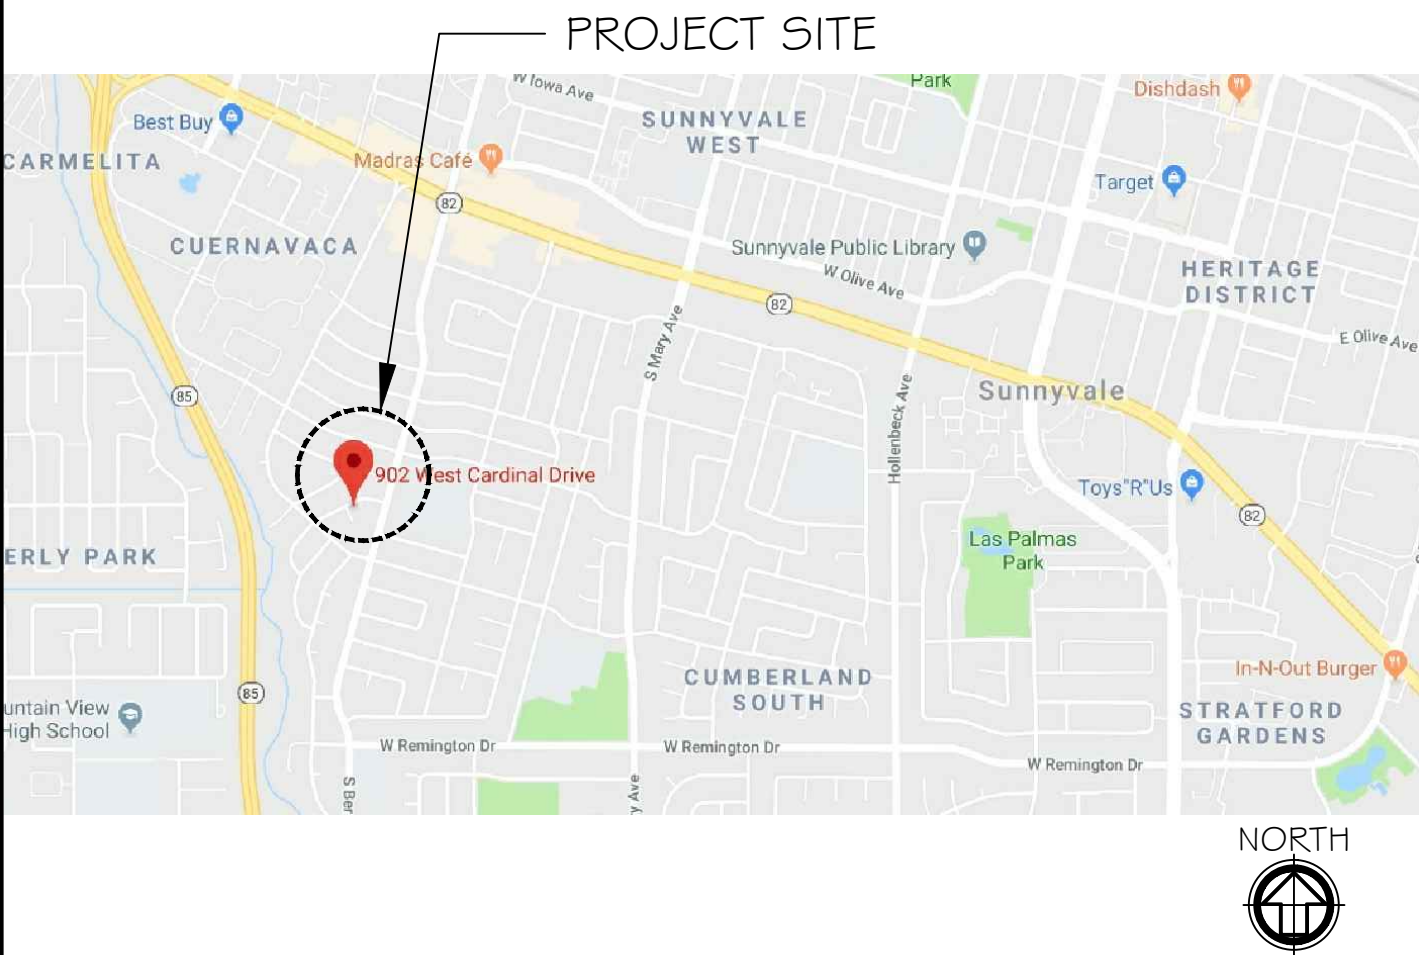 PROJECT SITE
W Iowa Ave
Park
Dishdash
Best Buy
SUNNYVALE
WEST
CARMELITA
Madras Café
Target
82
CUERNAVACA
Sunnyvale Public Library
W Olive Ave
HERITAGE
DISTRICT
82
S Mary Ave
E Olive Ave
85
Hollenbeck Ave
Sunnyvale
902 West Cardinal Drive
Toys"R"Us
82
Las Palmas
Park
ERLY PARK
In-N-Out Burger
CUMBERLAND
SOUTH
85
untain View
High School
STRATFORD
GARDENS
W Remington Dr
W Remington Dr
W Remington Dr
S Ber
y Ave
NORTH